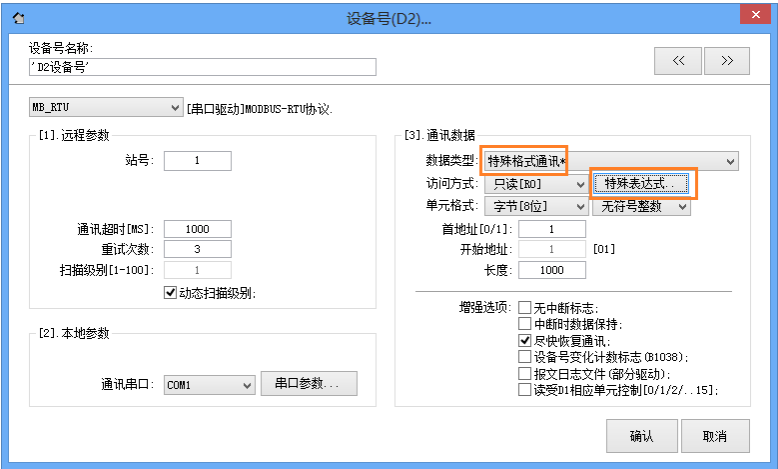 设备号(D2)...
设备号名称:
'D2设备号'
<<
>>
MB_RTU
[串口驱动]MODBUS-RTU协议.
[1].远程参数
站号: 1
通讯超时[MS]: 1000
重试次数: 3
扫描级别[1-100]: 1
动态扫描级别;
[2].本地参数
通讯串口: COM1 串口参数...
[3].通讯数据
数据类型: 特殊格式通讯*
访问方式: 只读[RO] 特殊表达式..
单元格式: 字节[8位] 无符号整数
首地址[0/1]: 1
开始地址: 1 [01]
长度: 1000
增强选项: 无中断标志;
中断时数据保持;
尽快恢复通讯;
设备号变化计数标志(B1038);
报文日志文件(部分驱动);
读受D1相应单元控制[0/1/2/..15];
确认
取消